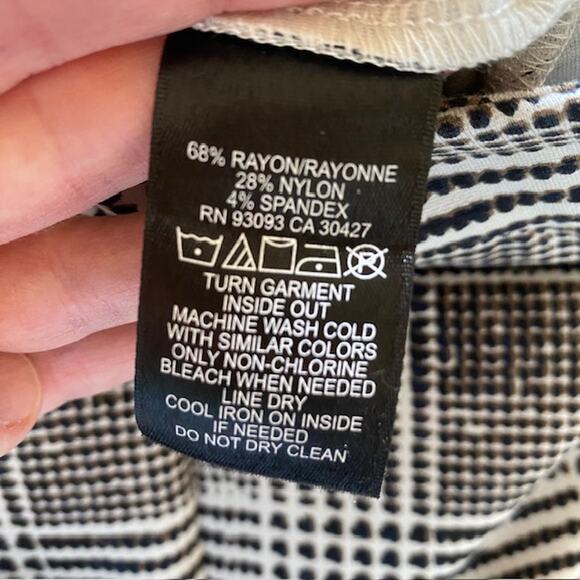 68% RAYON/RAYONNE
28% NYLON
4% SPANDEX
RN 93093 CA 30427
TURN GARMENT
INSIDE OUT
MACHINE WASH COLD
WITH SIMILAR COLORS
ONLY NON-CHLORINE
BLEACH WHEN NEEDED
LINE DRY
COOL IRON ON INSIDE
IF NEEDED
DO NOT DRY CLEAN